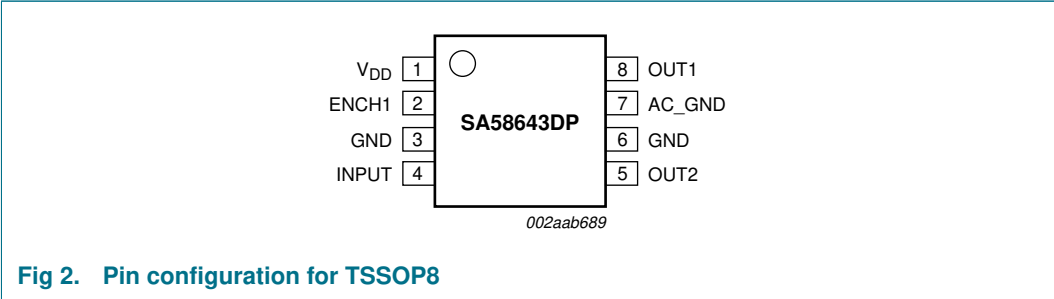 VDD 1 8 OUT1
ENCH1 2 7 AC_GND
SA58643DP
GND 3 6 GND
INPUT 4 5 OUT2
002aab689
Fig 2. Pin configuration for TSSOP8